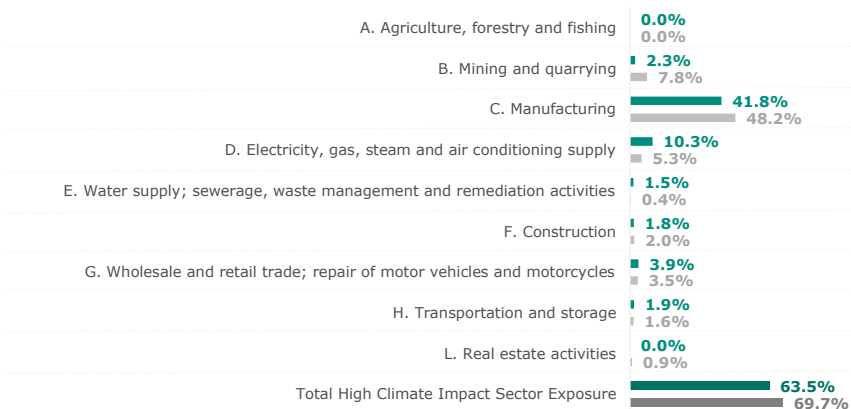 A. Agriculture, forestry and fishing 0.0%
0.0%
B. Mining and quarrying 2.3%
7.8%
C. Manufacturing 41.8%
48.2%
D. Electricity, gas, steam and air conditioning supply 10.3%
5.3%
E. Water supply; sewerage, waste management and remediation activities 1.5%
0.4%
F. Construction 1.8%
2.0%
G. Wholesale and retail trade; repair of motor vehicles and motorcycles 3.9%
3.5%
H. Transportation and storage 1.9%
1.6%
L. Real estate activities 0.0%
0.9%
Total High Climate Impact Sector Exposure 63.5%
69.7%